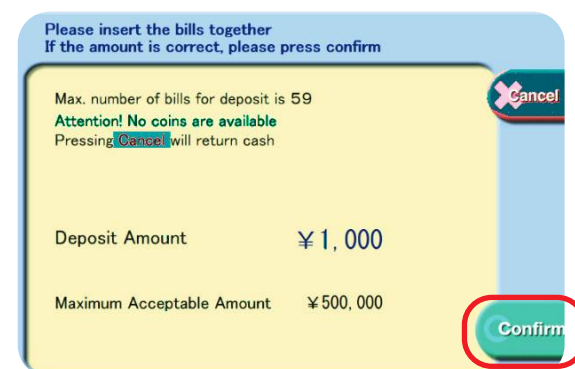 Please insert the bills together
If the amount is correct, please press confirm
Cancel
Max. number of bills for deposit is 59
Attention! No coins are available
Pressing Cancel will return cash
Deposit Amount ¥1,000
Maximum Acceptable Amount ¥500,000
Confirm